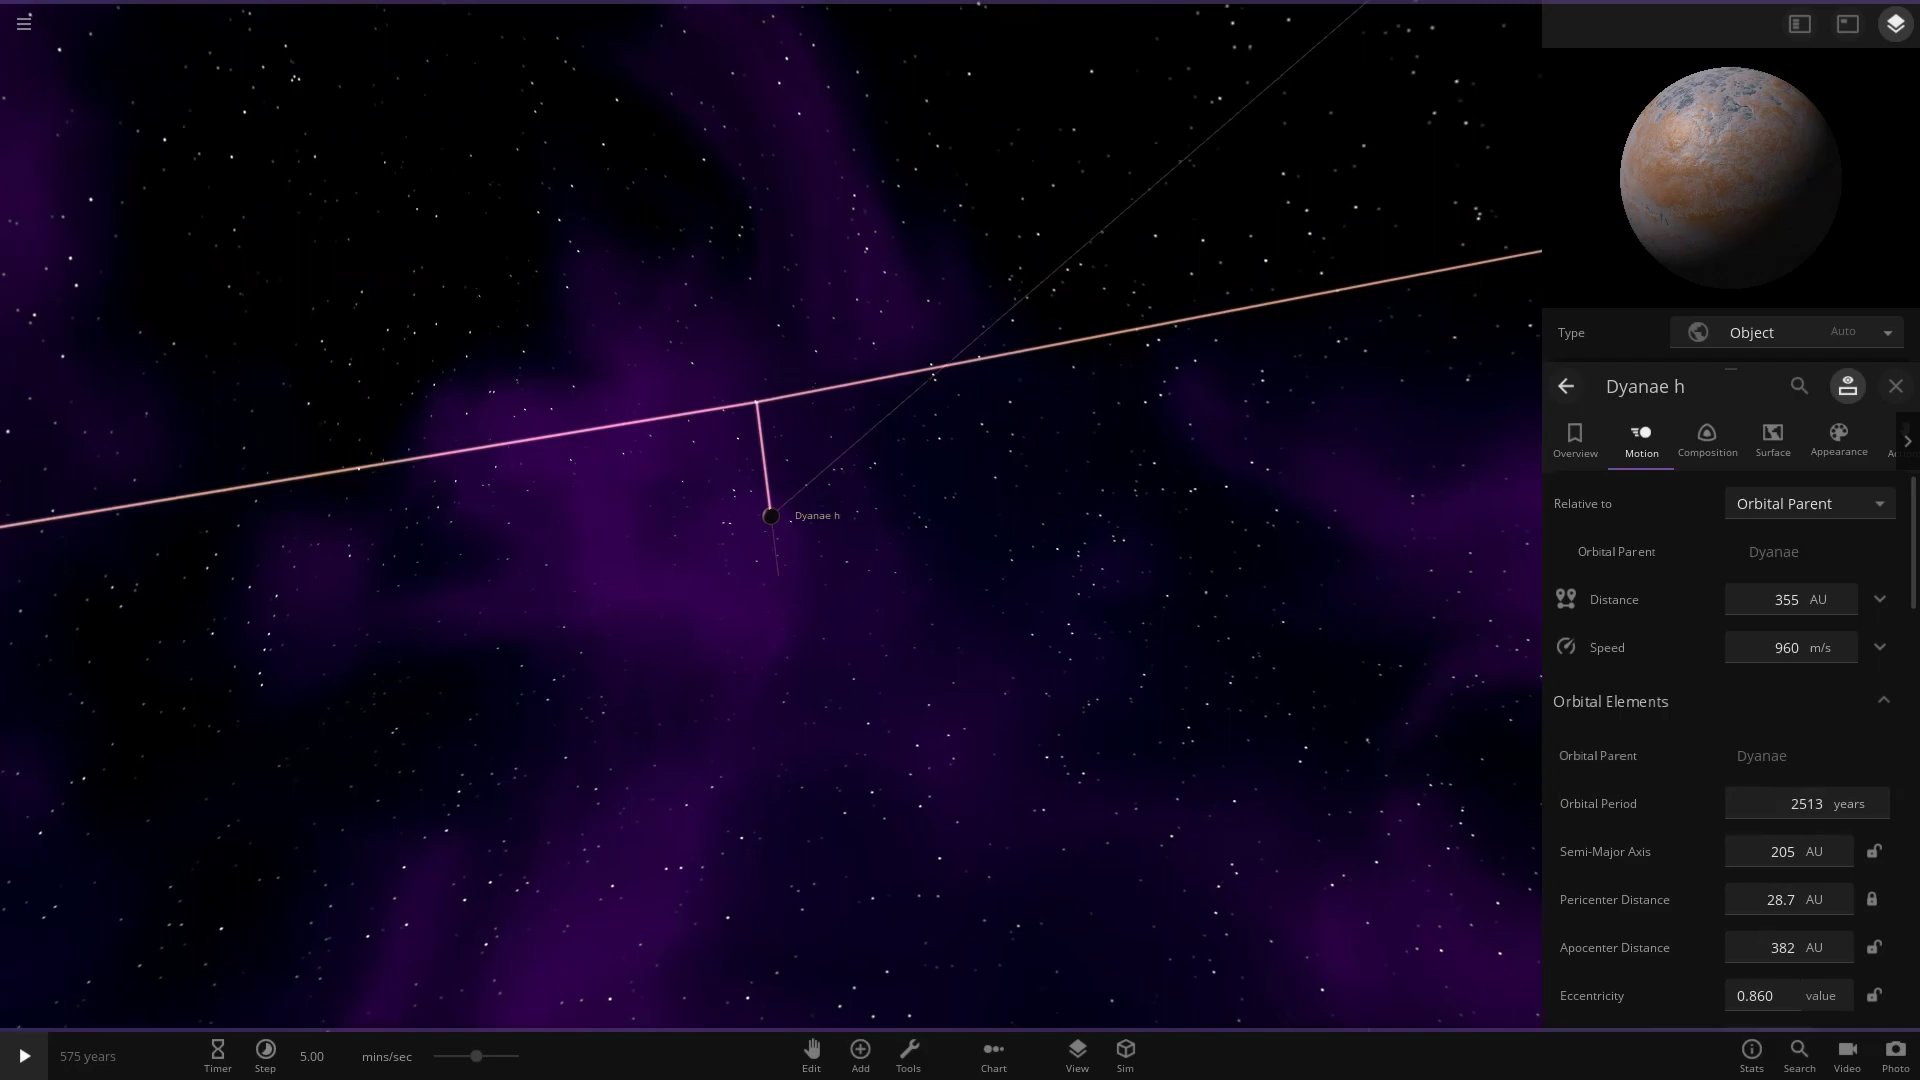 Type
Object
Auto
Dyanae h
Overview
Motion
Composition
Surface
Appearance
Relative to
Orbital Parent
Orbital Parent
Dyanae
Distance
355 AU
Speed
960 m/s
Orbital Elements
Orbital Parent
Dyanae
Orbital Period
2513 years
Semi-Major Axis
205 AU
Pericenter Distance
28.7 AU
Apocenter Distance
382 AU
Eccentricity
0.860 value
Dyanae h
575 years
Timer
Step
5.00 mins/sec
Edit
Add
Tools
Chart
View
Sim
Stats
Search
Video
Photo